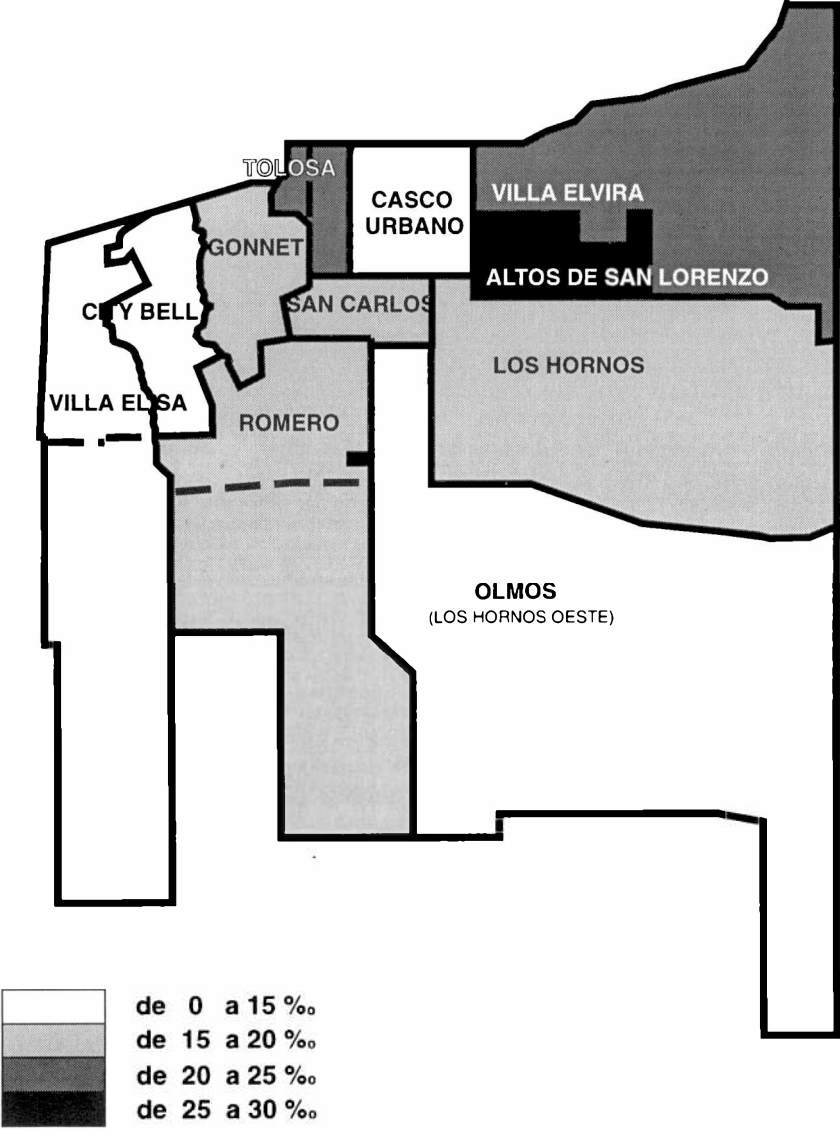 TOLOSA
CASCO
URBANO
VILLA ELVIRA
GONNET
ALTOS DE SAN LORENZO
SAN CARLOS
CITY BELL
LOS HORNOS
VILLA ELISA
ROMERO
OLMOS
(LOS HORNOS OESTE)
de 0 a 15 ‰
de 15 a 20 ‰
de 20 a 25 ‰
de 25 a 30 ‰